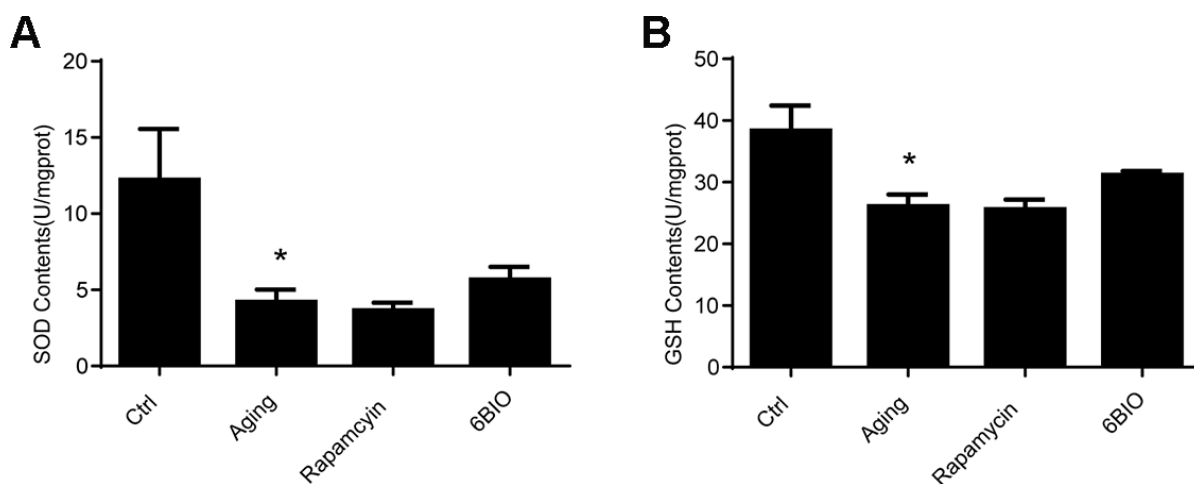 A
SOD Contents(U/mgprot)
20
15
10
5
0
*
Ctrl
Aging
Rapamcyin
6BIO
B
GSH Contents(U/mgprot)
50
40
30
20
10
0
*
Ctrl
Aging
Rapamycin
6BIO